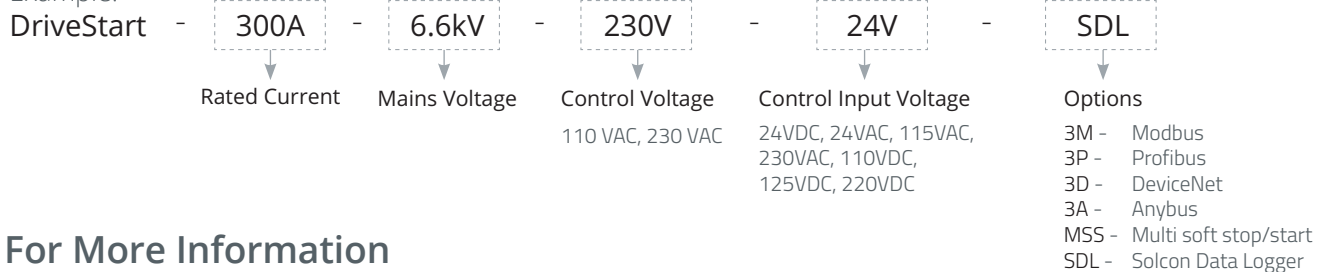 Example:
DriveStart - 300A - 6.6kV - 230V - 24V - SDL
Rated Current Mains Voltage Control Voltage Control Input Voltage Options
110 VAC, 230 VAC
24VDC, 24VAC, 115VAC,
230VAC, 110VDC,
125VDC, 220VDC
3M - Modbus
3P - Profibus
3D - DeviceNet
3A - Anybus
MSS - Multi soft stop/start
SDL - Solcon Data Logger
For More Information